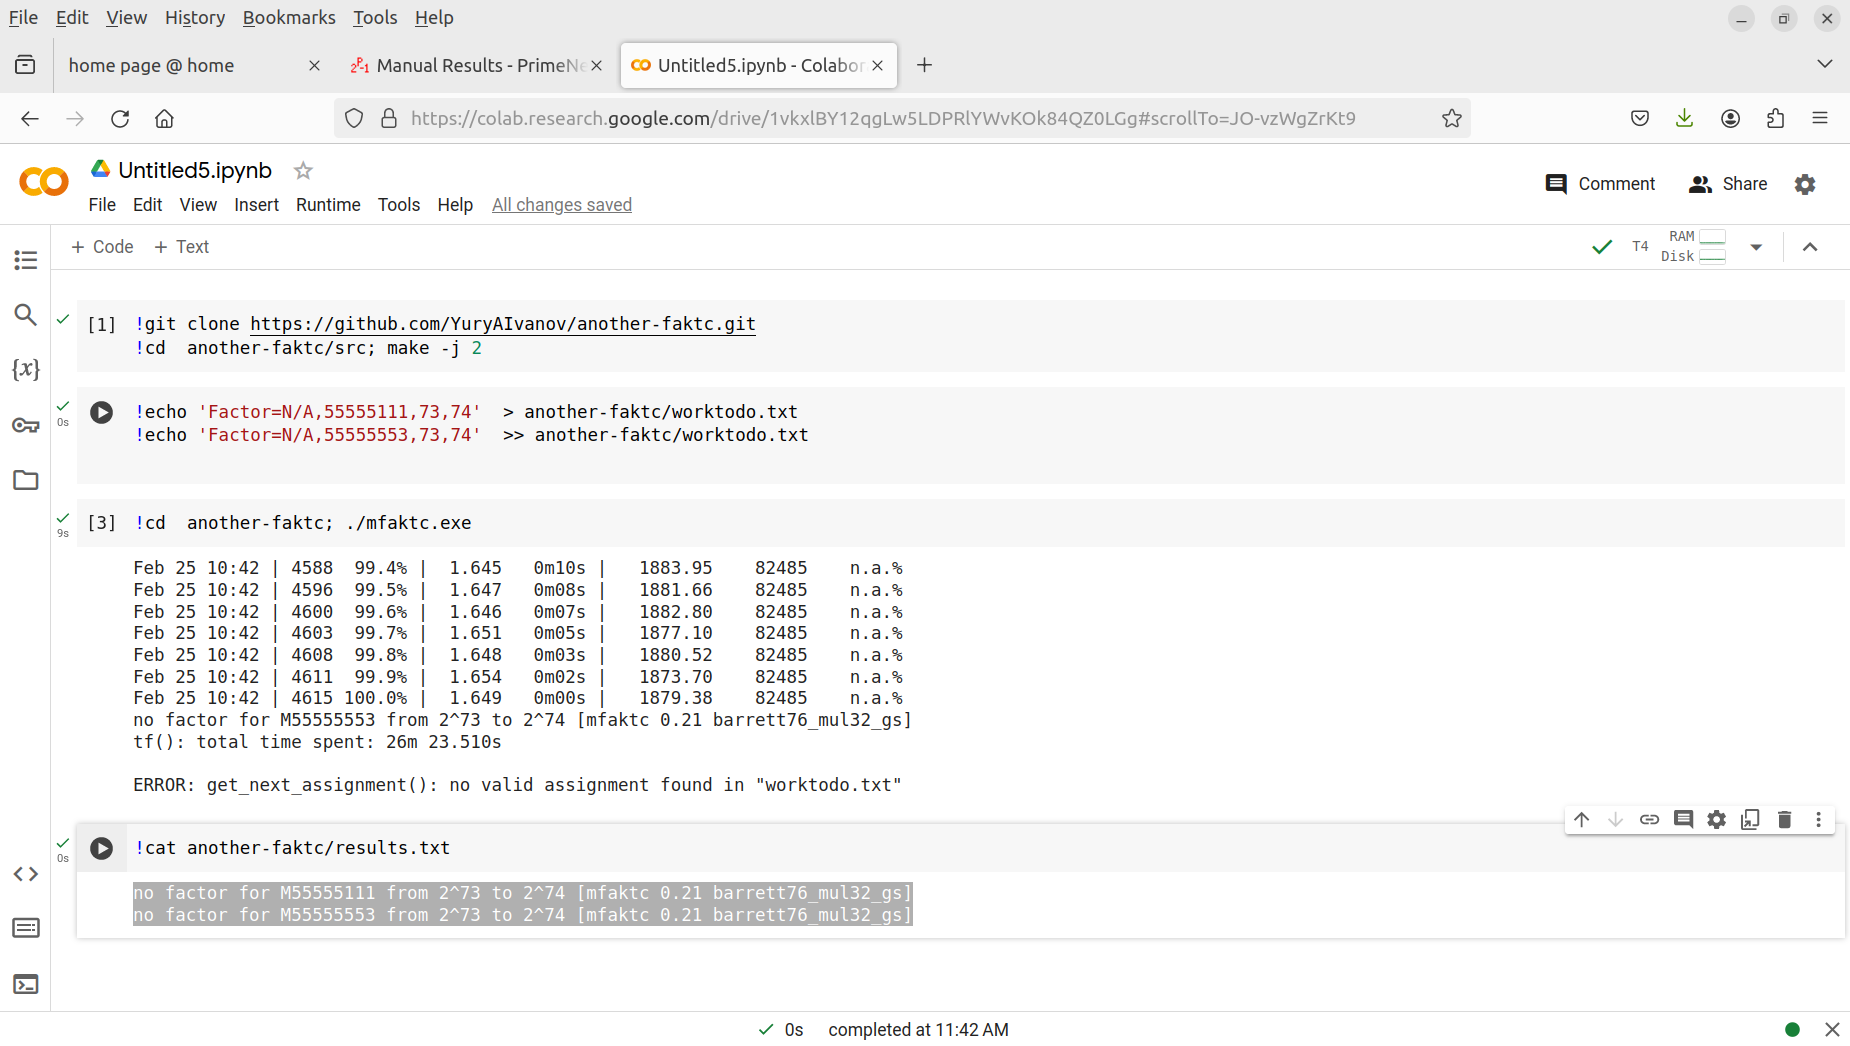 File Edit View History Bookmarks Tools Help
home page @ home
Manual Results - PrimeNe
Untitled5.ipynb - Colabor
https://colab.research.google.com/drive/1vkxlBY12qgLw5LDPRlYWvKOk84QZ0LGg#scrollTo=JO-vzWgZrKt9
Untitled5.ipynb
File Edit View Insert Runtime Tools Help All changes saved
Comment Share
+ Code + Text
T4 RAM Disk
[1] !git clone https://github.com/YuryAIvanov/another-faktc.git
!cd  another-faktc/src; make -j 2
0s
!echo 'Factor=N/A,55555111,73,74'  > another-faktc/worktodo.txt
!echo 'Factor=N/A,55555553,73,74'  >> another-faktc/worktodo.txt
9s
[3] !cd  another-faktc; ./mfaktc.exe
Feb 25 10:42 | 4588  99.4% |  1.645   0m10s |   1883.95    82485    n.a.%
Feb 25 10:42 | 4596  99.5% |  1.647   0m08s |   1881.66    82485    n.a.%
Feb 25 10:42 | 4600  99.6% |  1.646   0m07s |   1882.80    82485    n.a.%
Feb 25 10:42 | 4603  99.7% |  1.651   0m05s |   1877.10    82485    n.a.%
Feb 25 10:42 | 4608  99.8% |  1.648   0m03s |   1880.52    82485    n.a.%
Feb 25 10:42 | 4611  99.9% |  1.654   0m02s |   1873.70    82485    n.a.%
Feb 25 10:42 | 4615 100.0% |  1.649   0m00s |   1879.38    82485    n.a.%
no factor for M55555553 from 2^73 to 2^74 [mfaktc 0.21 barrett76_mul32_gs]
tf(): total time spent: 26m 23.510s
ERROR: get_next_assignment(): no valid assignment found in "worktodo.txt"
0s
!cat another-faktc/results.txt
no factor for M55555111 from 2^73 to 2^74 [mfaktc 0.21 barrett76_mul32_gs]
no factor for M55555553 from 2^73 to 2^74 [mfaktc 0.21 barrett76_mul32_gs]
0s completed at 11:42 AM